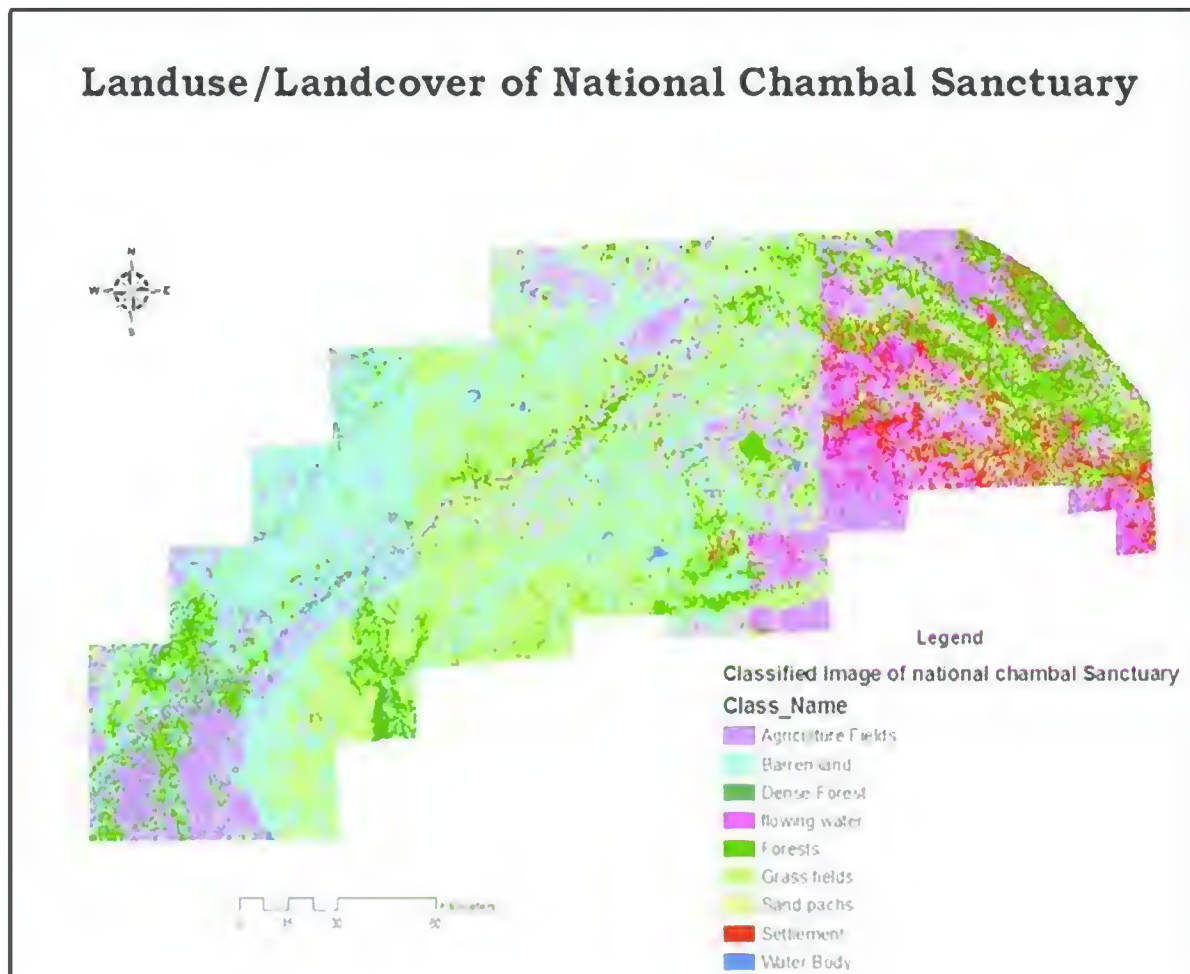 Landuse/Landcover of National Chambal Sanctuary
N
W E
S
Legend
Classified Image of national chambal Sanctuary
Class_Name
Agriculture Fields
Barren land
Dense Forest
flowing water
Forests
Grass fields
Sand pachs
Settlement
Water Body